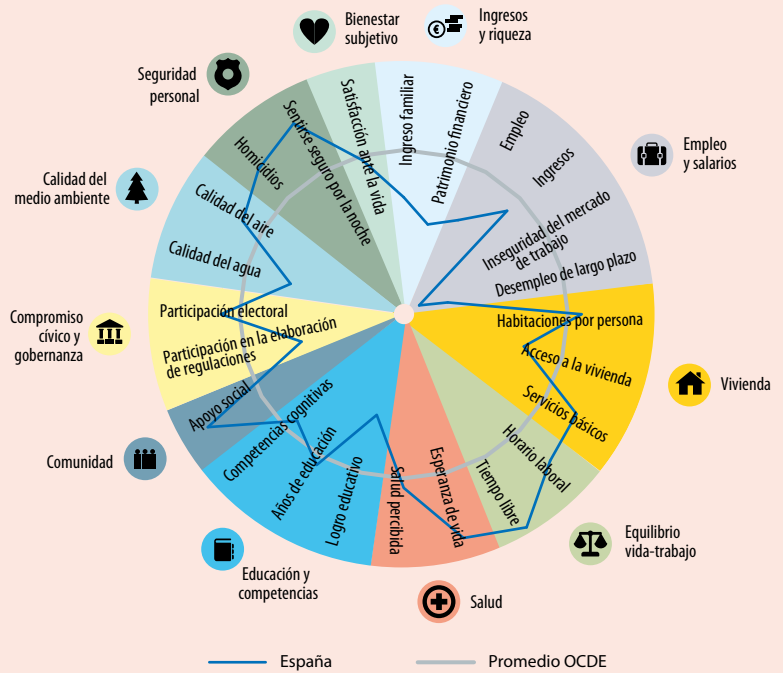 Bienestar
subjetivo
Ingresos
y riqueza
Seguridad
personal
Empleo
y salarios
Calidad del
medio ambiente
Compromiso
cívico y
gobernanza
Vivienda
Comunidad
Equilibrio
vida-trabajo
Educación y
competencias
Salud
Ingreso familiar
Patrimonio financiero
Empleo
Ingresos
Inseguridad del mercado
de trabajo
Desempleo de largo plazo
Habitaciones por persona
Acceso a la vivienda
Servicios básicos
Horario laboral
Tiempo libre
Esperanza de vida
Salud percibida
Logro educativo
Años de educación
Competencias cognitivas
Apoyo social
Participación en la elaboración
de regulaciones
Participación electoral
Calidad del agua
Calidad del aire
Homicidios
Sentirse seguro por la noche
Satisfacción ante la vida
España
Promedio OCDE